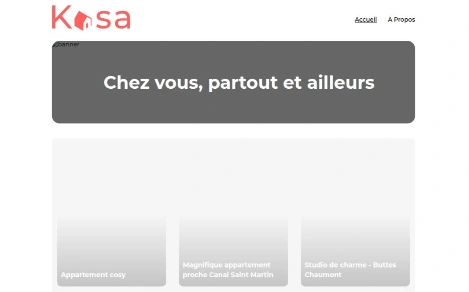 Kasa
Accueil A Propos
banner
Chez vous, partout et ailleurs
Appartement cosy
Magnifique appartement
proche Canal Saint Martin
Studio de charme - Buttes
Chaumont